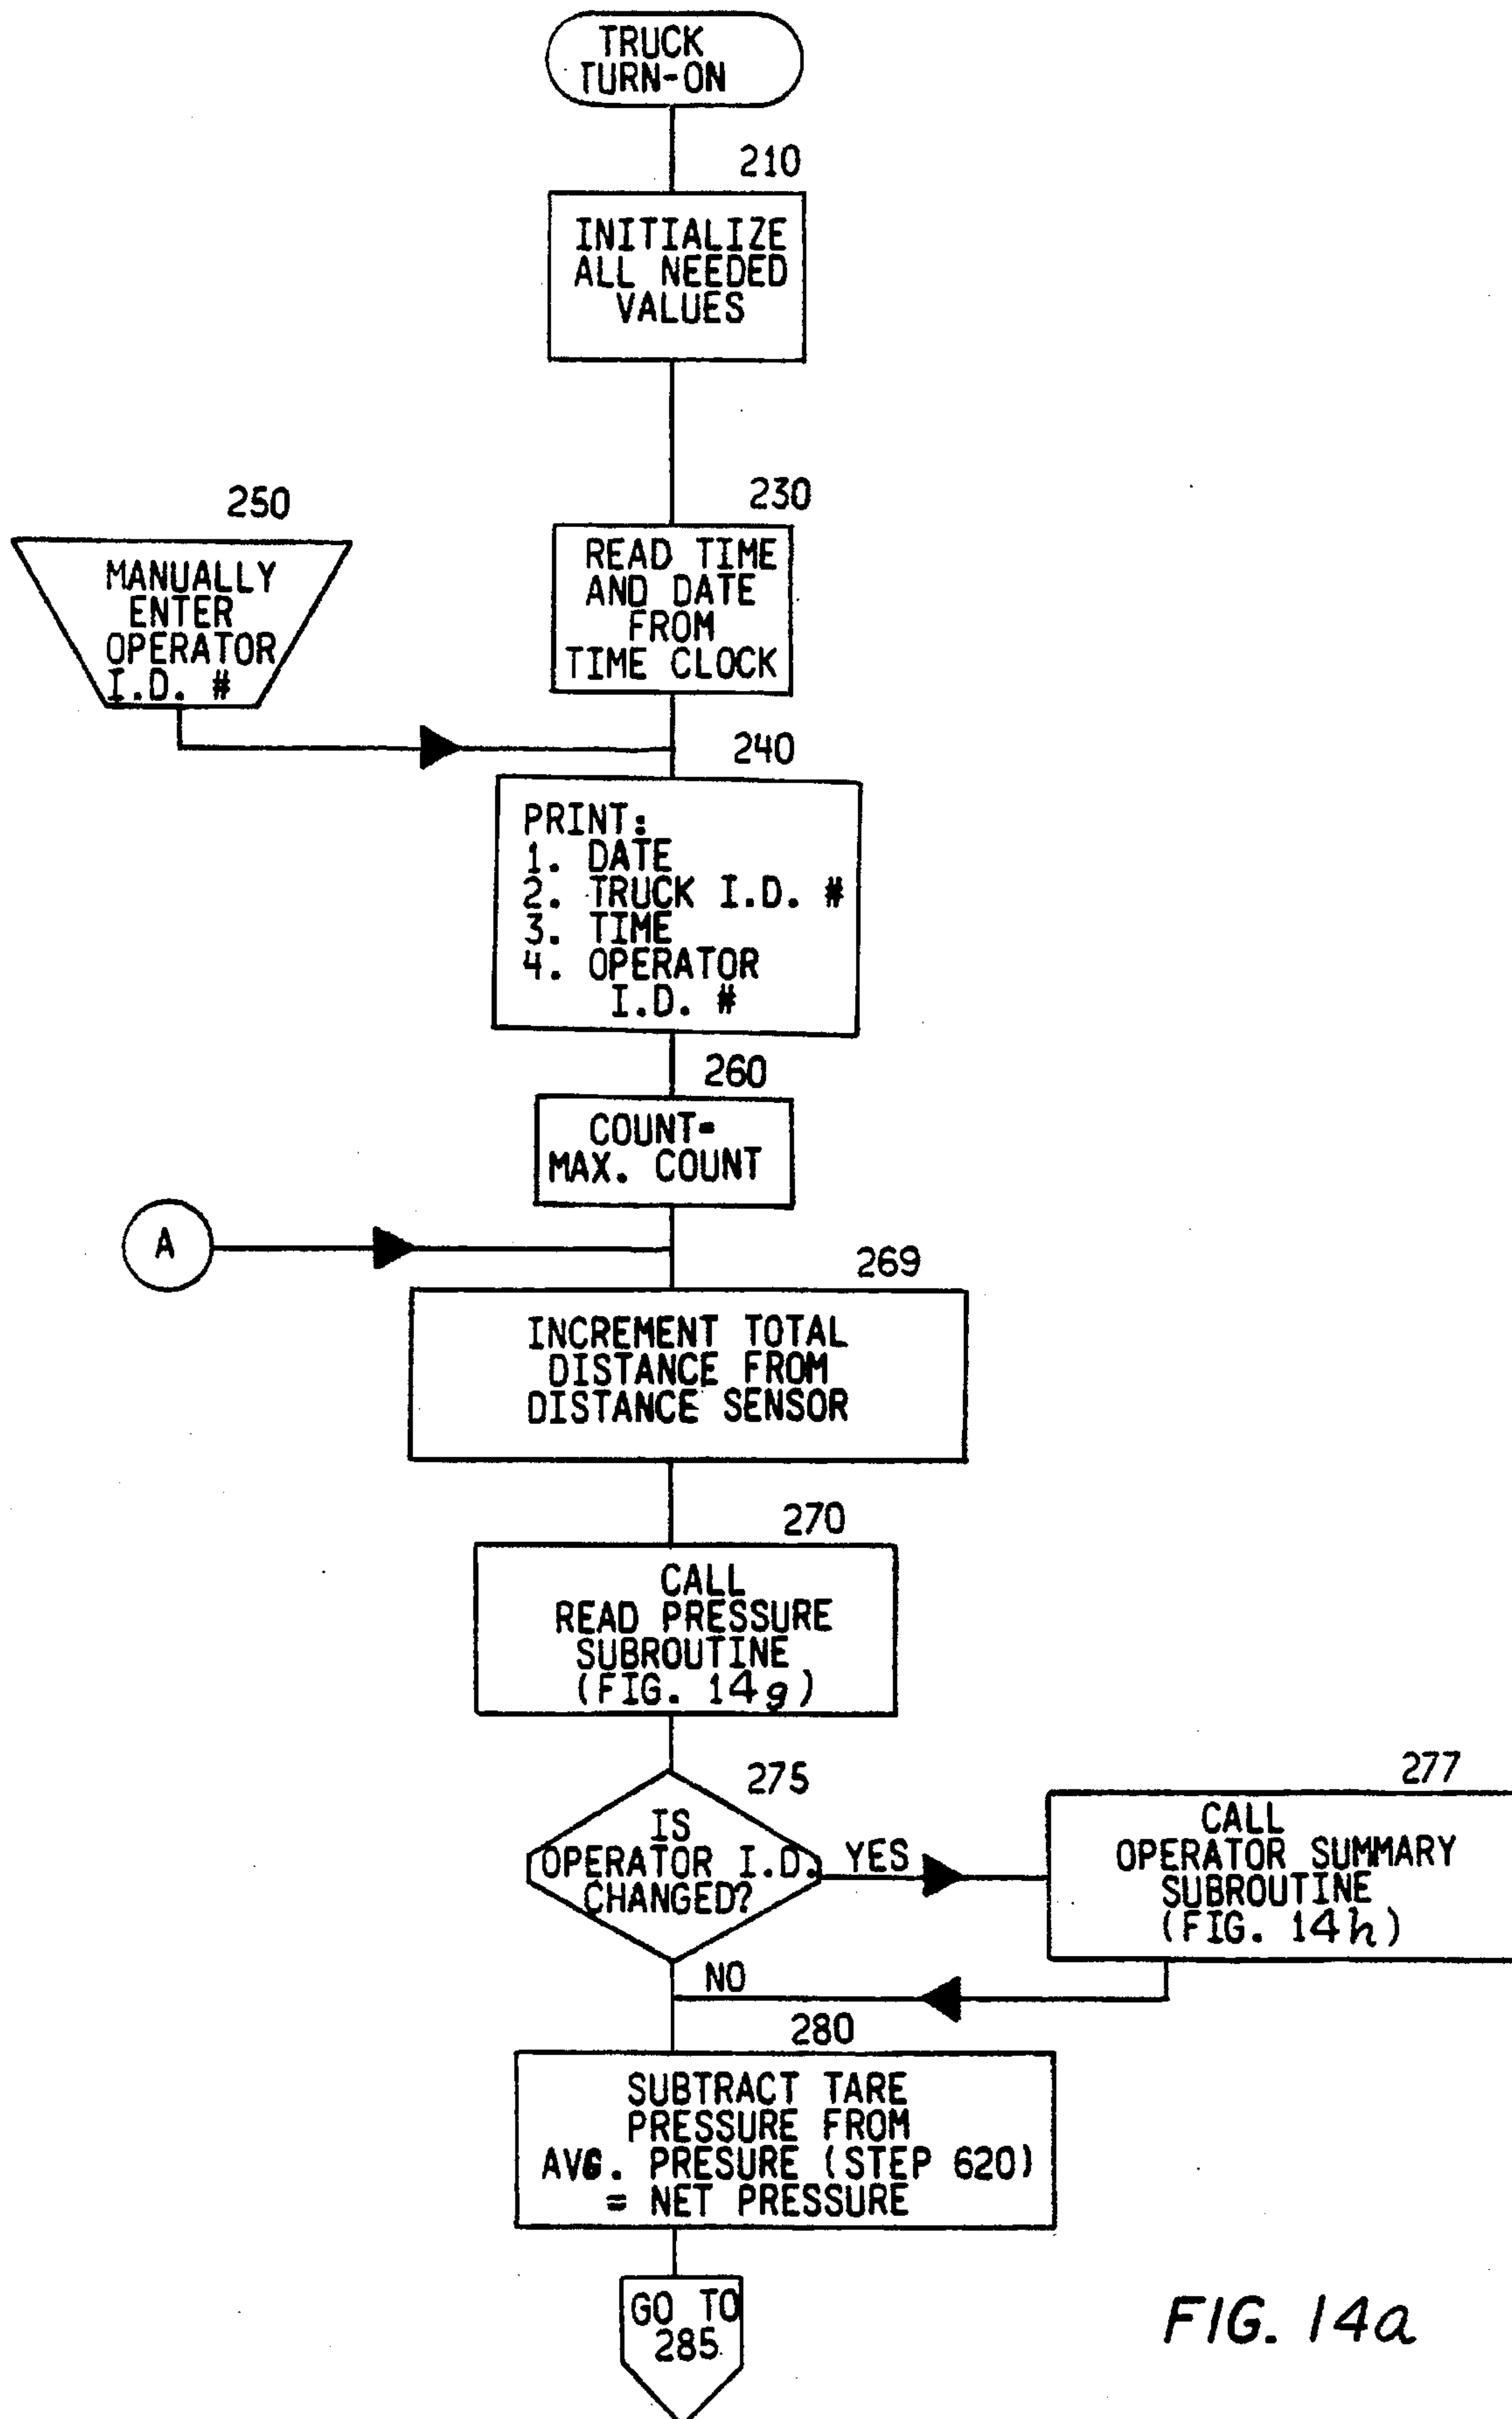 TRUCK
TURN-ON
210
INITIALIZE
ALL NEEDED
VALUES
230
READ TIME
AND DATE
FROM
TIME CLOCK
250
MANUALLY
ENTER
OPERATOR
I.D. #
240
PRINT:
1. DATE
2. TRUCK I.D. #
3. TIME
4. OPERATOR
I.D. #
260
COUNT=
MAX. COUNT
A
269
INCREMENT TOTAL
DISTANCE FROM
DISTANCE SENSOR
270
CALL
READ PRESSURE
SUBROUTINE
(FIG. 14g)
275
IS
OPERATOR I.D.
CHANGED?
YES
277
CALL
OPERATOR SUMMARY
SUBROUTINE
(FIG. 14h)
NO
280
SUBTRACT TARE
PRESSURE FROM
AVG. PRESURE (STEP 620)
= NET PRESSURE
GO TO
285
FIG. 14a